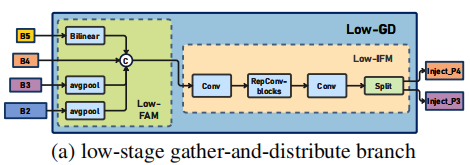 Low-GD
B5
Bilinear
Low-IFM
B4
C
Inject_P4
B3
avgpool
Conv
RepConv-
blocks
Conv
Split
B2
avgpool
Low-
FAM
Inject_P3
(a) low-stage gather-and-distribute branch